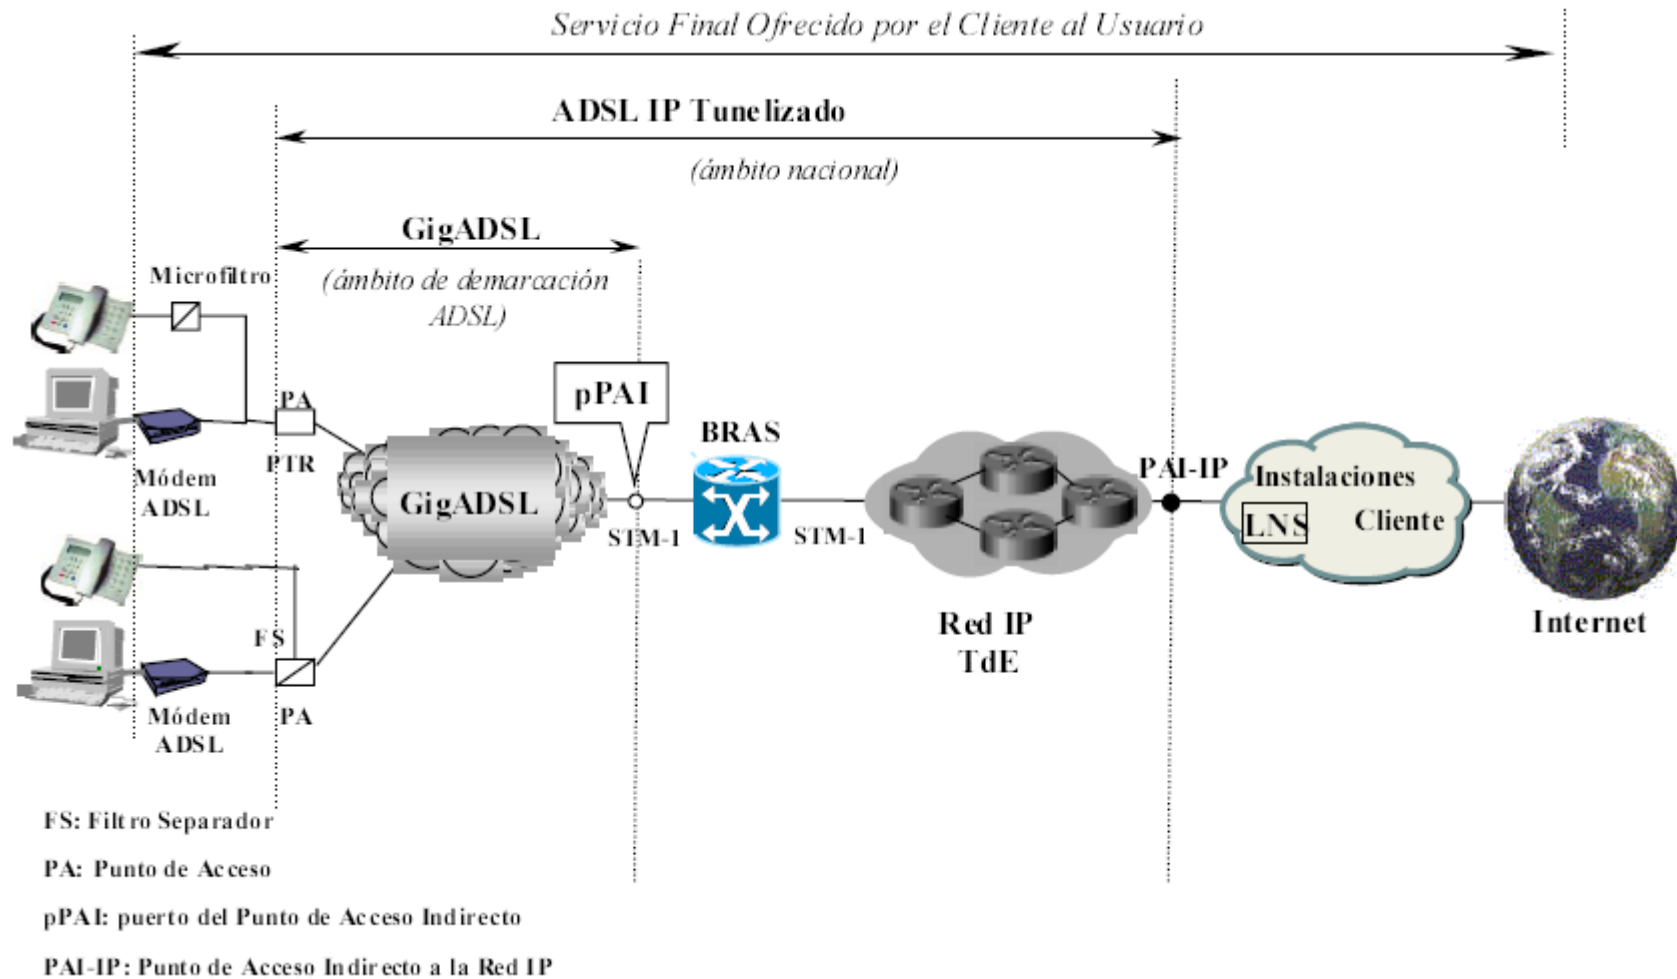 Servicio Final Ofrecido por el Cliente al Usuario
ADSL IP Tunelizado
(ámbito nacional)
GigADSL
(ámbito de demarcación
ADSL)
Microfiltro
PA
PTR
Módem
ADSL
GigADSL
pPAI
STM-1
BRAS
STM-1
PAI-IP
Instalaciones
LNS
Cliente
Red IP
TdE
Internet
FS
PA
Módem
ADSL
FS: Filtro Separador
PA: Punto de Acceso
pPAI: puerto del Punto de Acceso Indirecto
PAI-IP: Punto de Acceso Indirecto a la Red IP